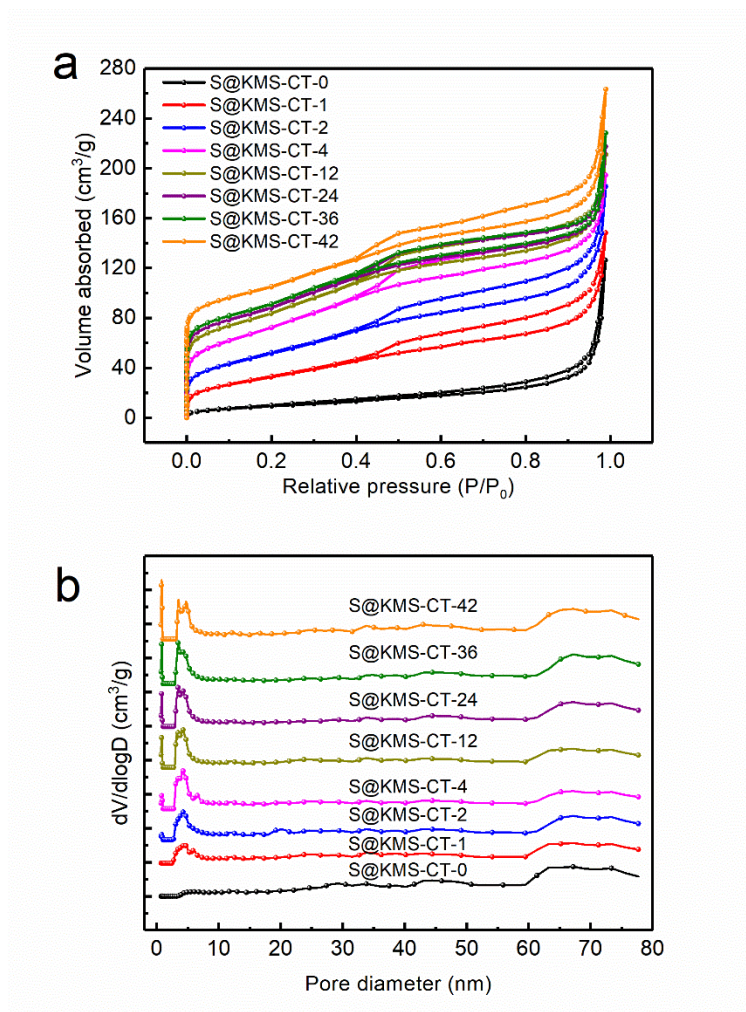 a
280
240
200
160
120
80
40
0
Volume absorbed (cm³/g)
S@KMS-CT-0
S@KMS-CT-1
S@KMS-CT-2
S@KMS-CT-4
S@KMS-CT-12
S@KMS-CT-24
S@KMS-CT-36
S@KMS-CT-42
0.0 0.2 0.4 0.6 0.8 1.0
Relative pressure (P/P₀)
b
dV/dlogD (cm³/g)
S@KMS-CT-42
S@KMS-CT-36
S@KMS-CT-24
S@KMS-CT-12
S@KMS-CT-4
S@KMS-CT-2
S@KMS-CT-1
S@KMS-CT-0
0 10 20 30 40 50 60 70 80
Pore diameter (nm)